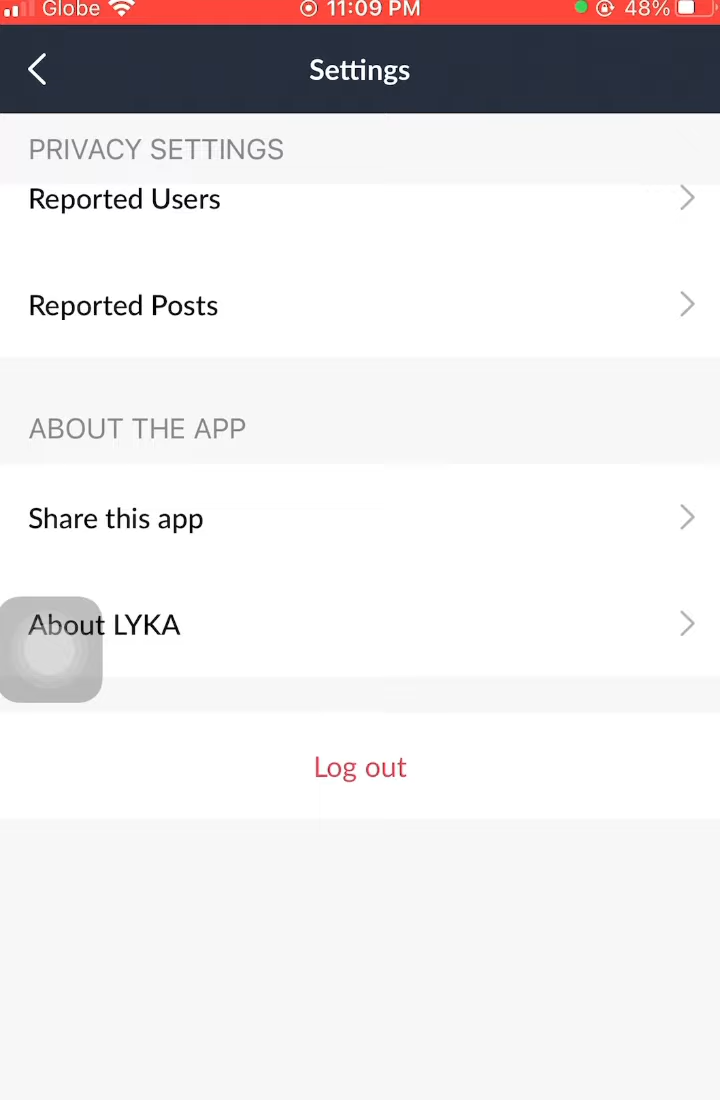 Globe 11:09 PM 48%
Settings
PRIVACY SETTINGS
Reported Users
Reported Posts
ABOUT THE APP
Share this app
About LYKA
Log out